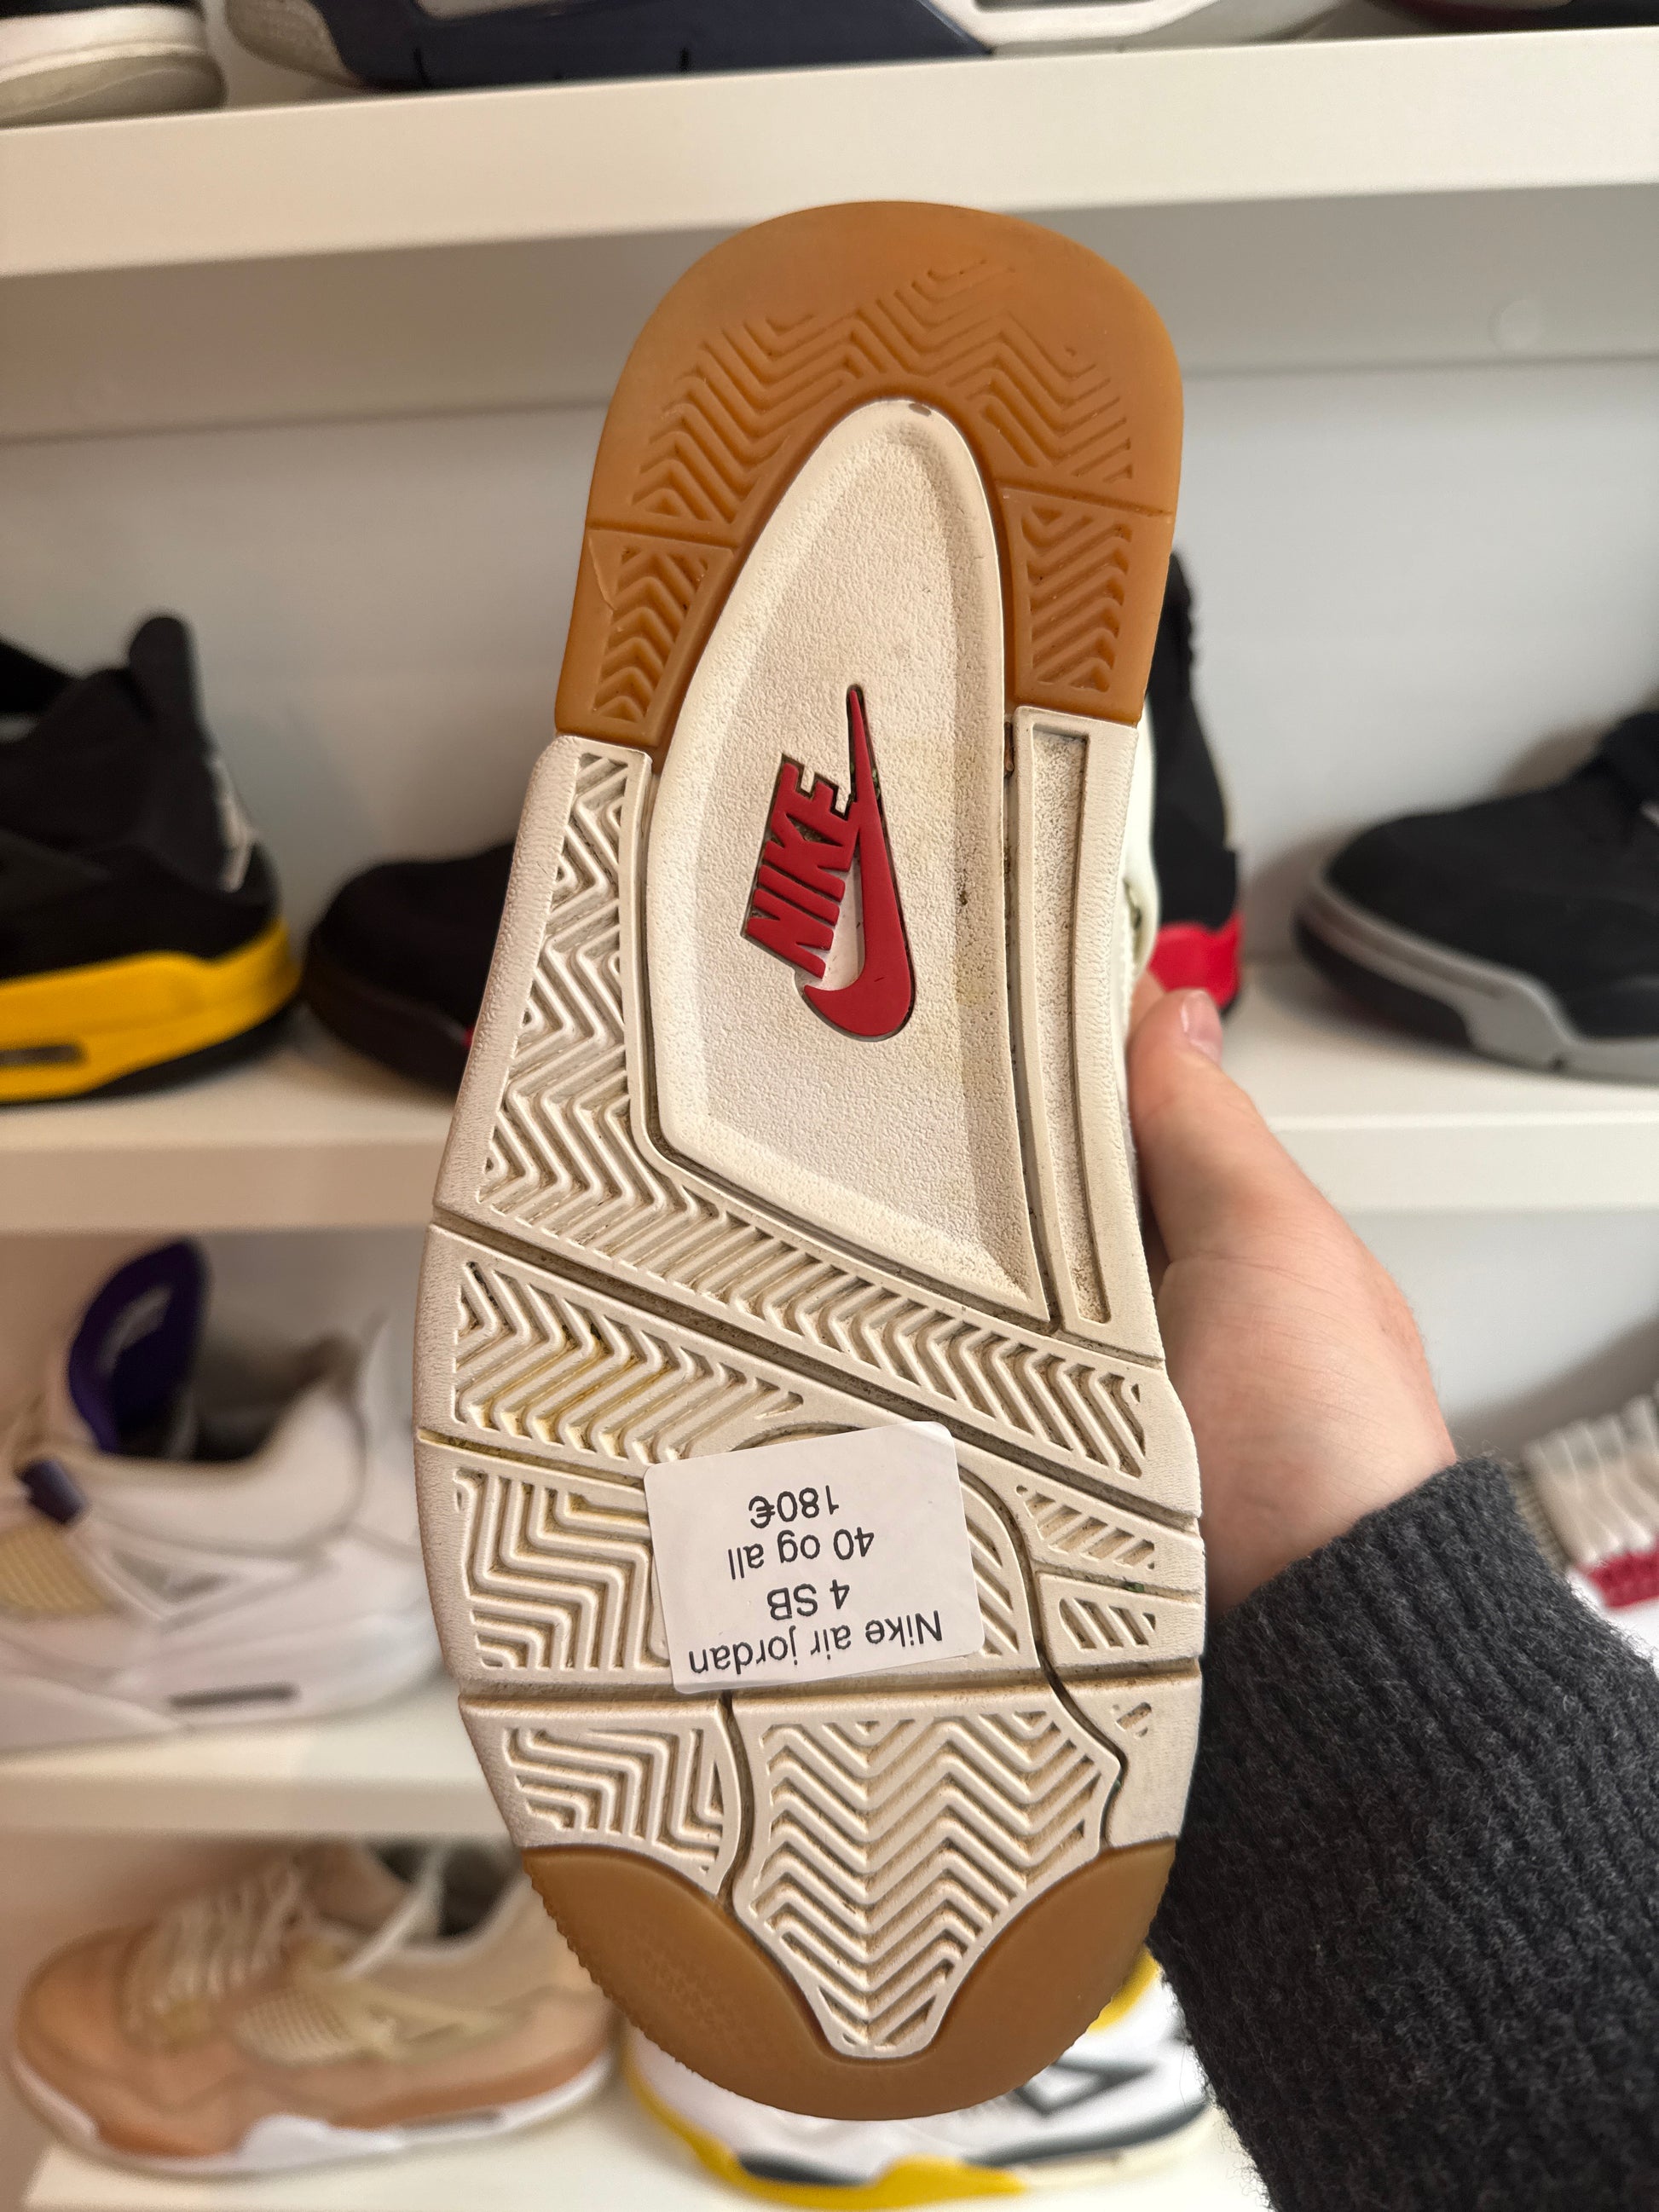 NIKE
Nike air jordan
4 SB
40 og all
180€